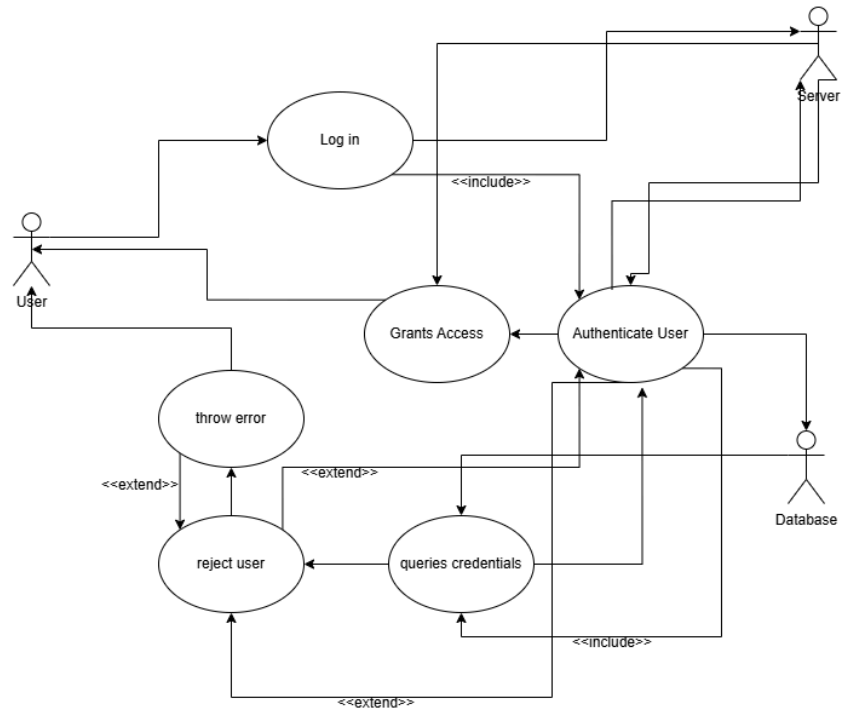 Server
Log in
<<include>>
User
Grants Access
Authenticate User
throw error
<<extend>>
<<extend>>
Database
reject user
queries credentials
<<include>>
<<extend>>